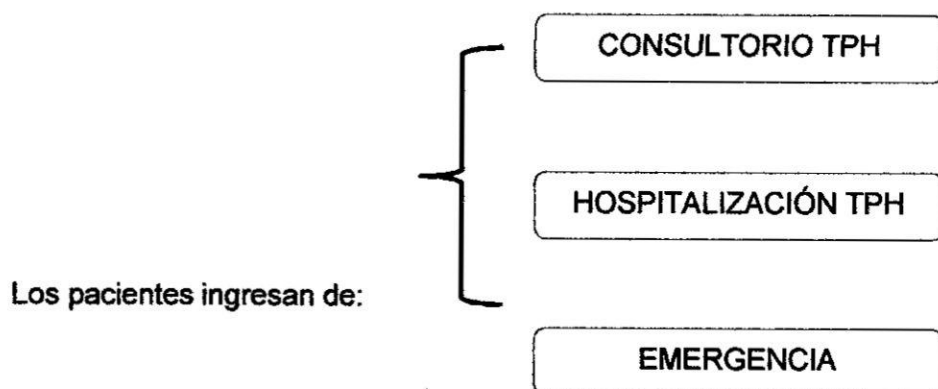 CONSULTORIO TPH
HOSPITALIZACIÓN TPH
Los pacientes ingresan de:
EMERGENCIA